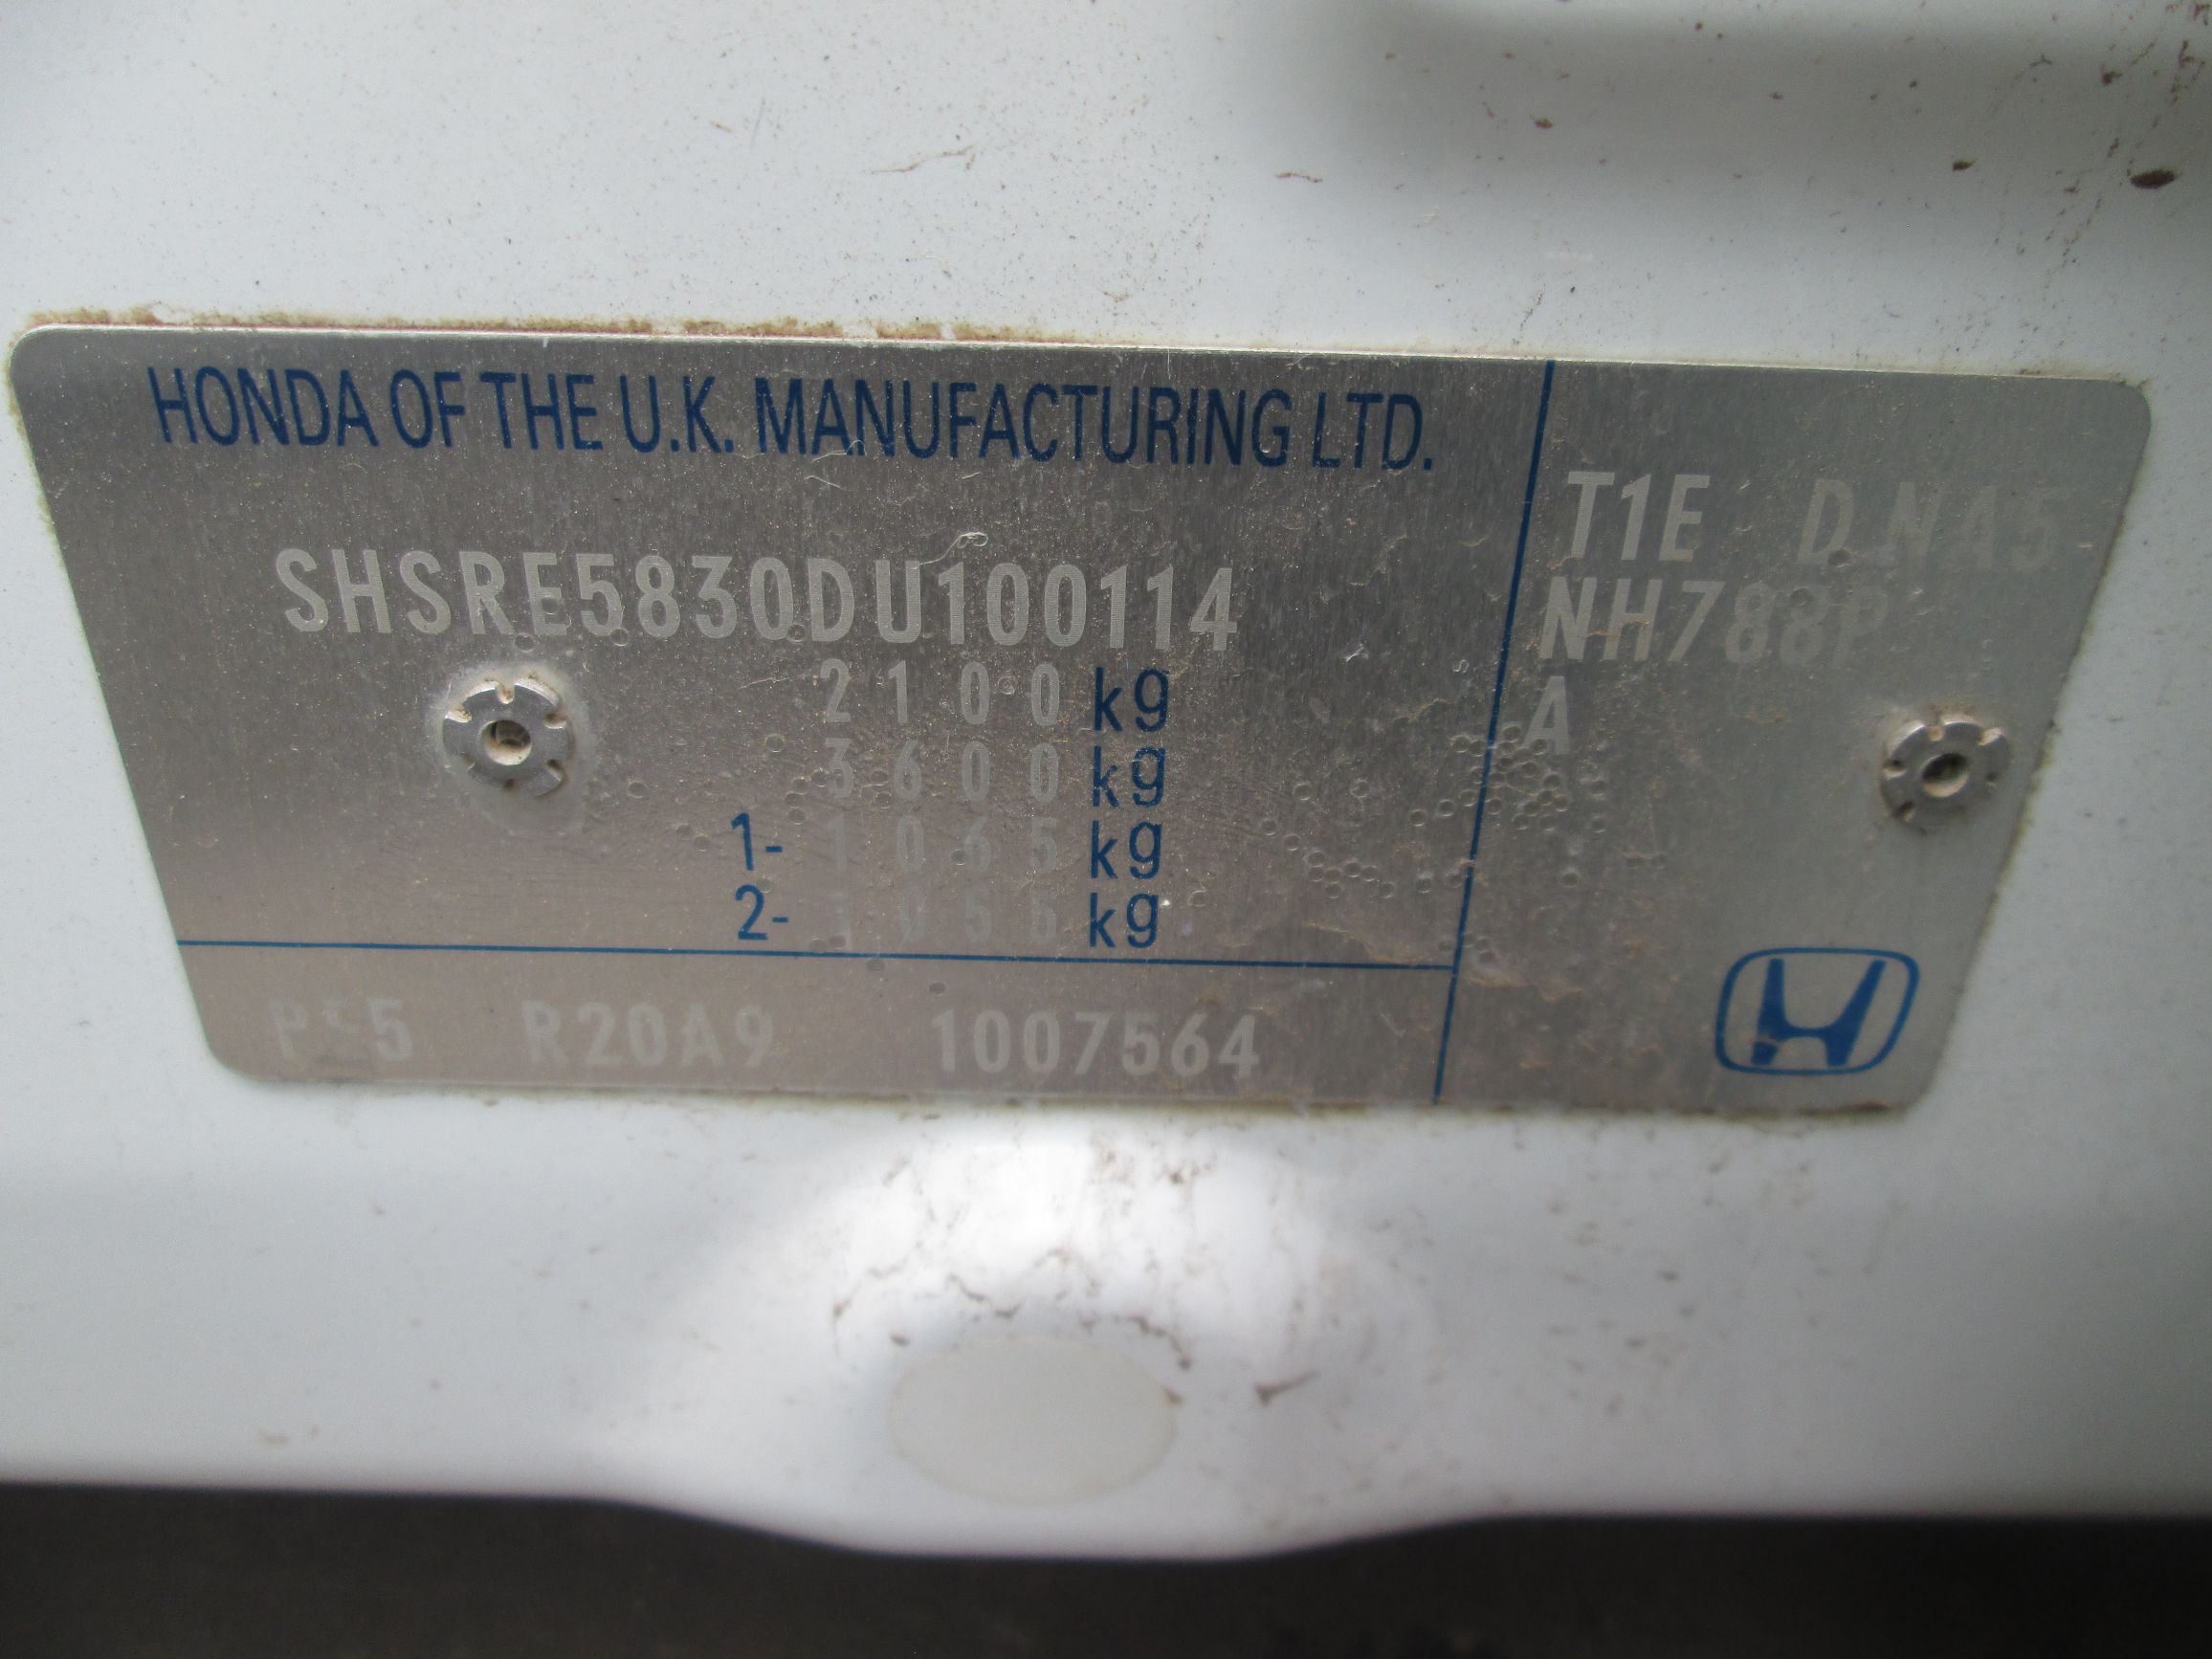 HONDA OF THE U.K. MANUFACTURING LTD.
SHSRE5830DU100114
2100 kg
3600 kg
1- 1065 kg
2- 1055 kg
R20A9 1007564
T1E
NH788P
A